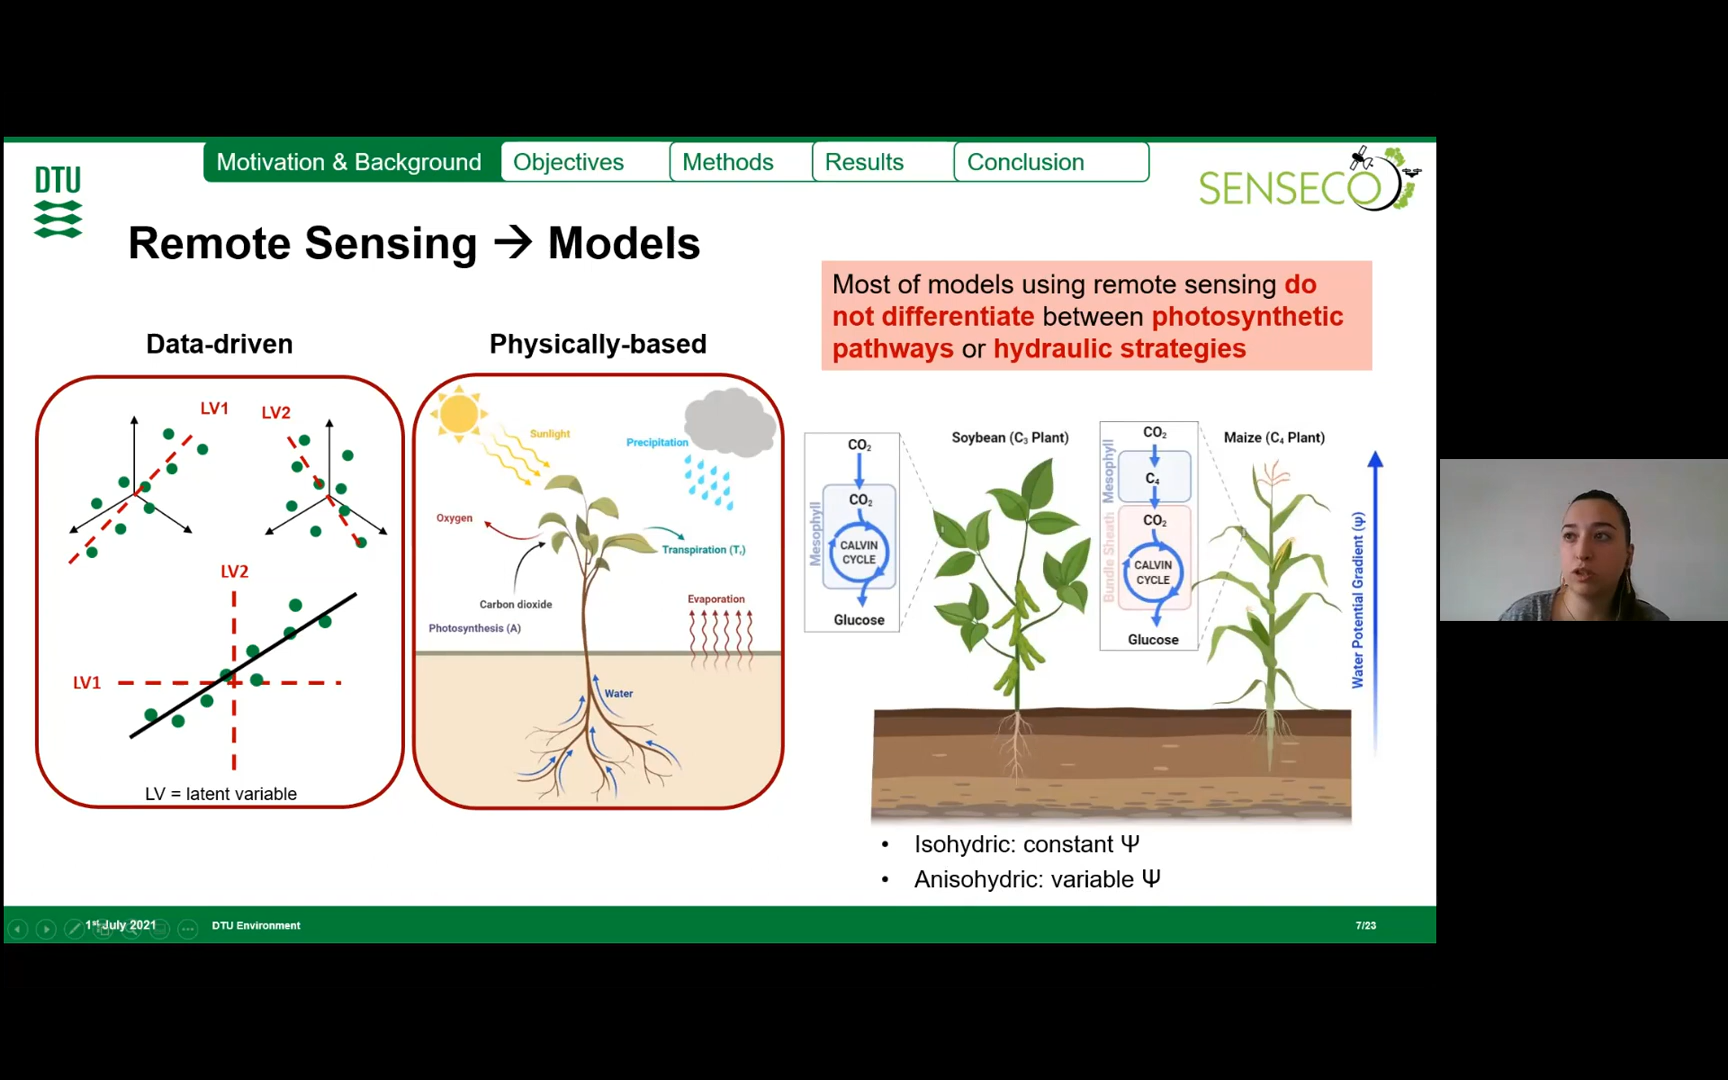 Motivation & Background
Objectives
Methods
Results
Conclusion
DTU
SENSECO
Remote Sensing → Models
Most of models using remote sensing do
not differentiate between photosynthetic
pathways or hydraulic strategies
Data-driven
LV1
LV2
LV2
LV1
LV = latent variable
Physically-based
Sunlight
Precipitation
Oxygen
Transpiration (Tᵣ)
Carbon dioxide
Evaporation
Photosynthesis (A)
Water
CO₂
Mesophyll
CO₂
CALVIN
CYCLE
Glucose
Soybean (C₃ Plant)
CO₂
Mesophyll
C₄
Bundle Sheath
CO₂
CALVIN
CYCLE
Glucose
Maize (C₄ Plant)
Water Potential Gradient (Ψ)
• Isohydric: constant Ψ
• Anisohydric: variable Ψ
1st July 2021
DTU Environment
7/23